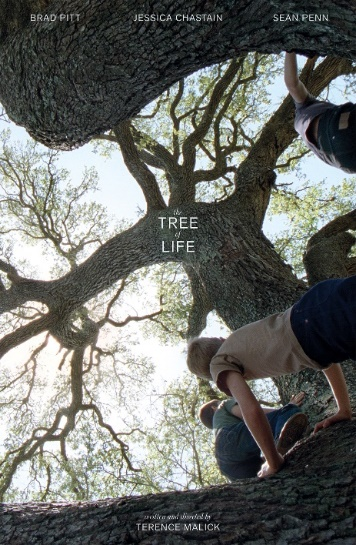 BRAD PITT JESSICA CHASTAIN SEAN PENN
the
TREE
of
LIFE
written and directed by
TERENCE MALICK